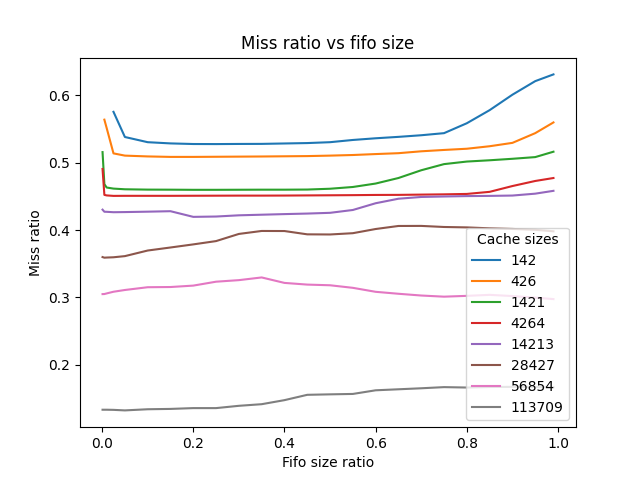 Miss ratio vs fifo size
Miss ratio
0.6
0.5
0.4
0.3
0.2
Cache sizes
142
426
1421
4264
14213
28427
56854
113709
0.0 0.2 0.4 0.6 0.8 1.0
Fifo size ratio